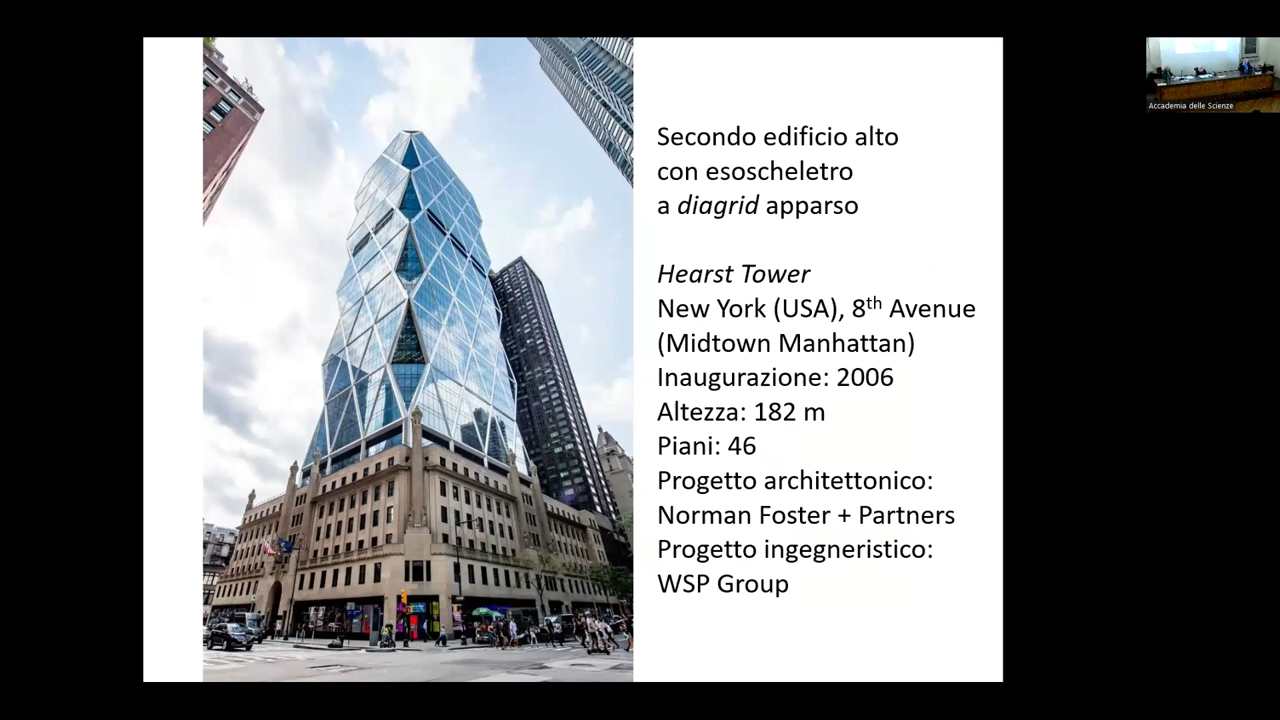 Secondo edificio alto
con esoscheletro
a diagrid apparso
Hearst Tower
New York (USA), 8th Avenue
(Midtown Manhattan)
Inaugurazione: 2006
Altezza: 182 m
Piani: 46
Progetto architettonico:
Norman Foster + Partners
Progetto ingegneristico:
WSP Group
Accademia delle Scienze